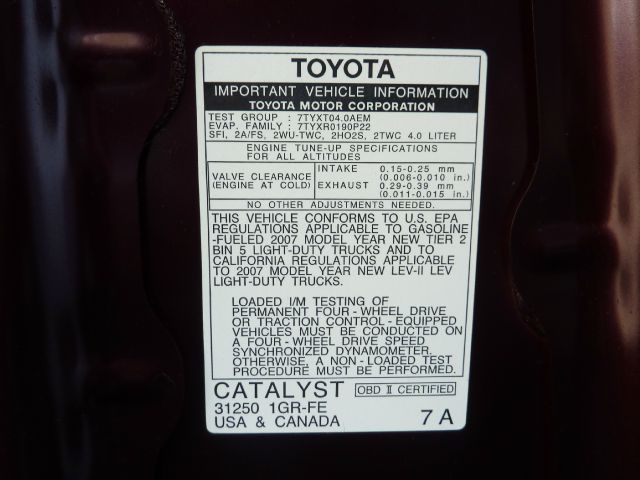 TOYOTA
IMPORTANT VEHICLE INFORMATION
TOYOTA MOTOR CORPORATION
TEST GROUP : 7TYXT04.0AEM
EVAP. FAMILY : 7TYXR0190P22
SFI, 2A/FS, 2WU-TWC, 2HO2S, 2TWC 4.0 LITER
ENGINE TUNE-UP SPECIFICATIONS
FOR ALL ALTITUDES
VALVE CLEARANCE
(ENGINE AT COLD)
INTAKE 0.15-0.25 mm
(0.006-0.010 in.)
EXHAUST 0.29-0.39 mm
(0.011-0.015 in.)
NO OTHER ADJUSTMENTS NEEDED.
THIS VEHICLE CONFORMS TO U.S. EPA
REGULATIONS APPLICABLE TO GASOLINE
-FUELED 2007 MODEL YEAR NEW TIER 2
BIN 5 LIGHT-DUTY TRUCKS AND TO
CALIFORNIA REGULATIONS APPLICABLE
TO 2007 MODEL YEAR NEW LEV-II LEV
LIGHT-DUTY TRUCKS.
LOADED I/M TESTING OF
PERMANENT FOUR - WHEEL DRIVE
OR TRACTION CONTROL - EQUIPPED
VEHICLES MUST BE CONDUCTED ON
A FOUR - WHEEL DRIVE SPEED
SYNCHRONIZED DYNAMOMETER.
OTHERWISE, A NON - LOADED TEST
PROCEDURE MUST BE PERFORMED.
CATALYST OBD II CERTIFIED
31250 1GR-FE
USA & CANADA 7 A